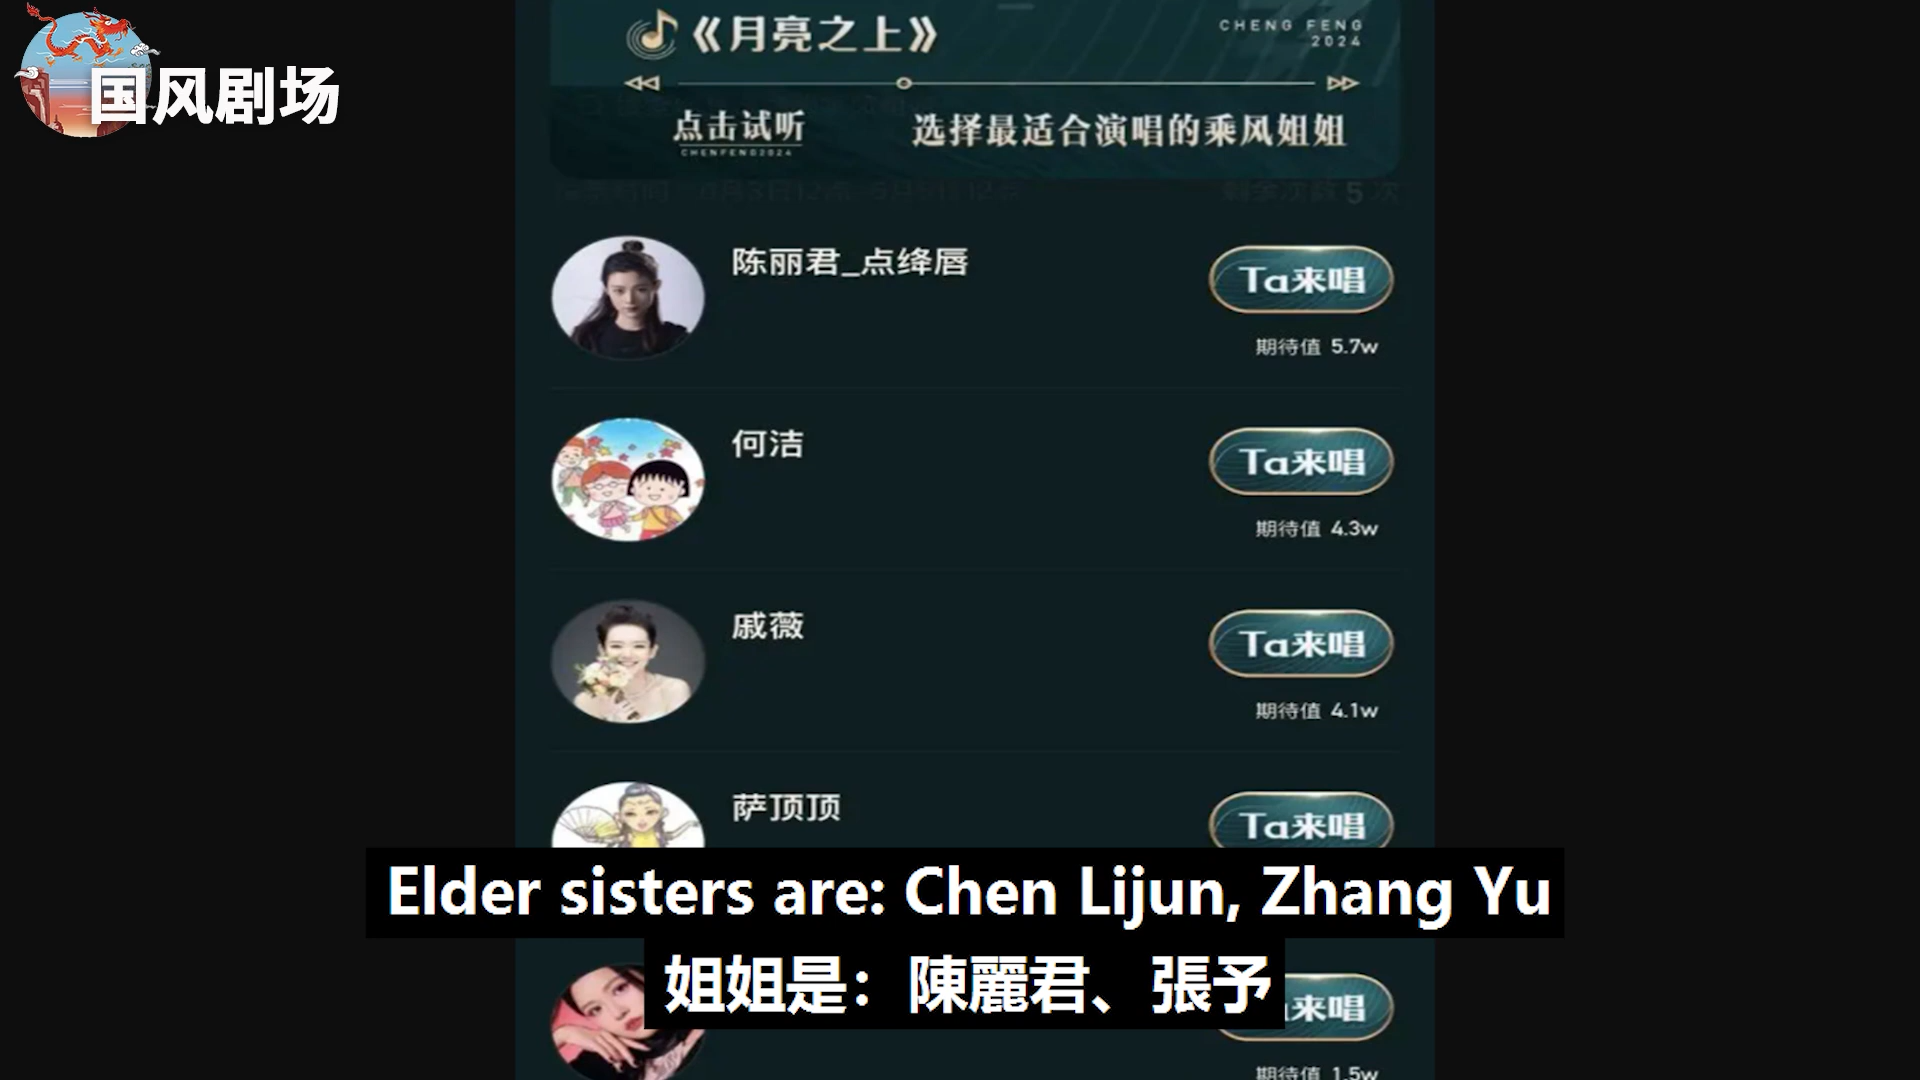 国风剧场
《月亮之上》
CHENG FENG
2024
点击试听
CHENFENG2024
选择最适合演唱的乘风姐姐
5次
陈丽君_点绛唇
Ta来唱
期待值 5.7w
何洁
Ta来唱
期待值 4.3w
戚薇
Ta来唱
期待值 4.1w
萨顶顶
Ta来唱
Elder sisters are: Chen Lijun, Zhang Yu
姐姐是：陳麗君、張予
来唱
期待值 1.5w